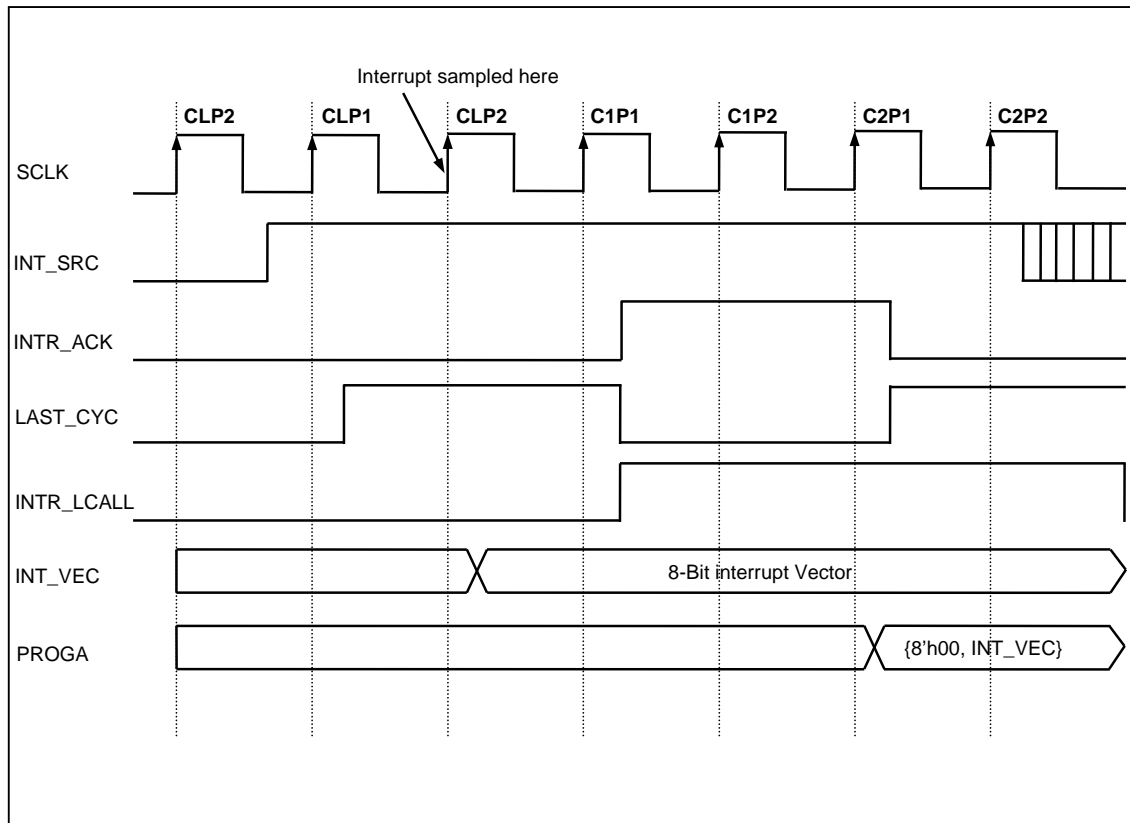 Interrupt sampled here
CLP2 CLP1 CLP2 C1P1 C1P2 C2P1 C2P2
SCLK
INT_SRC
INTR_ACK
LAST_CYC
INTR_LCALL
INT_VEC 8-Bit interrupt Vector
PROGA {8’h00, INT_VEC}